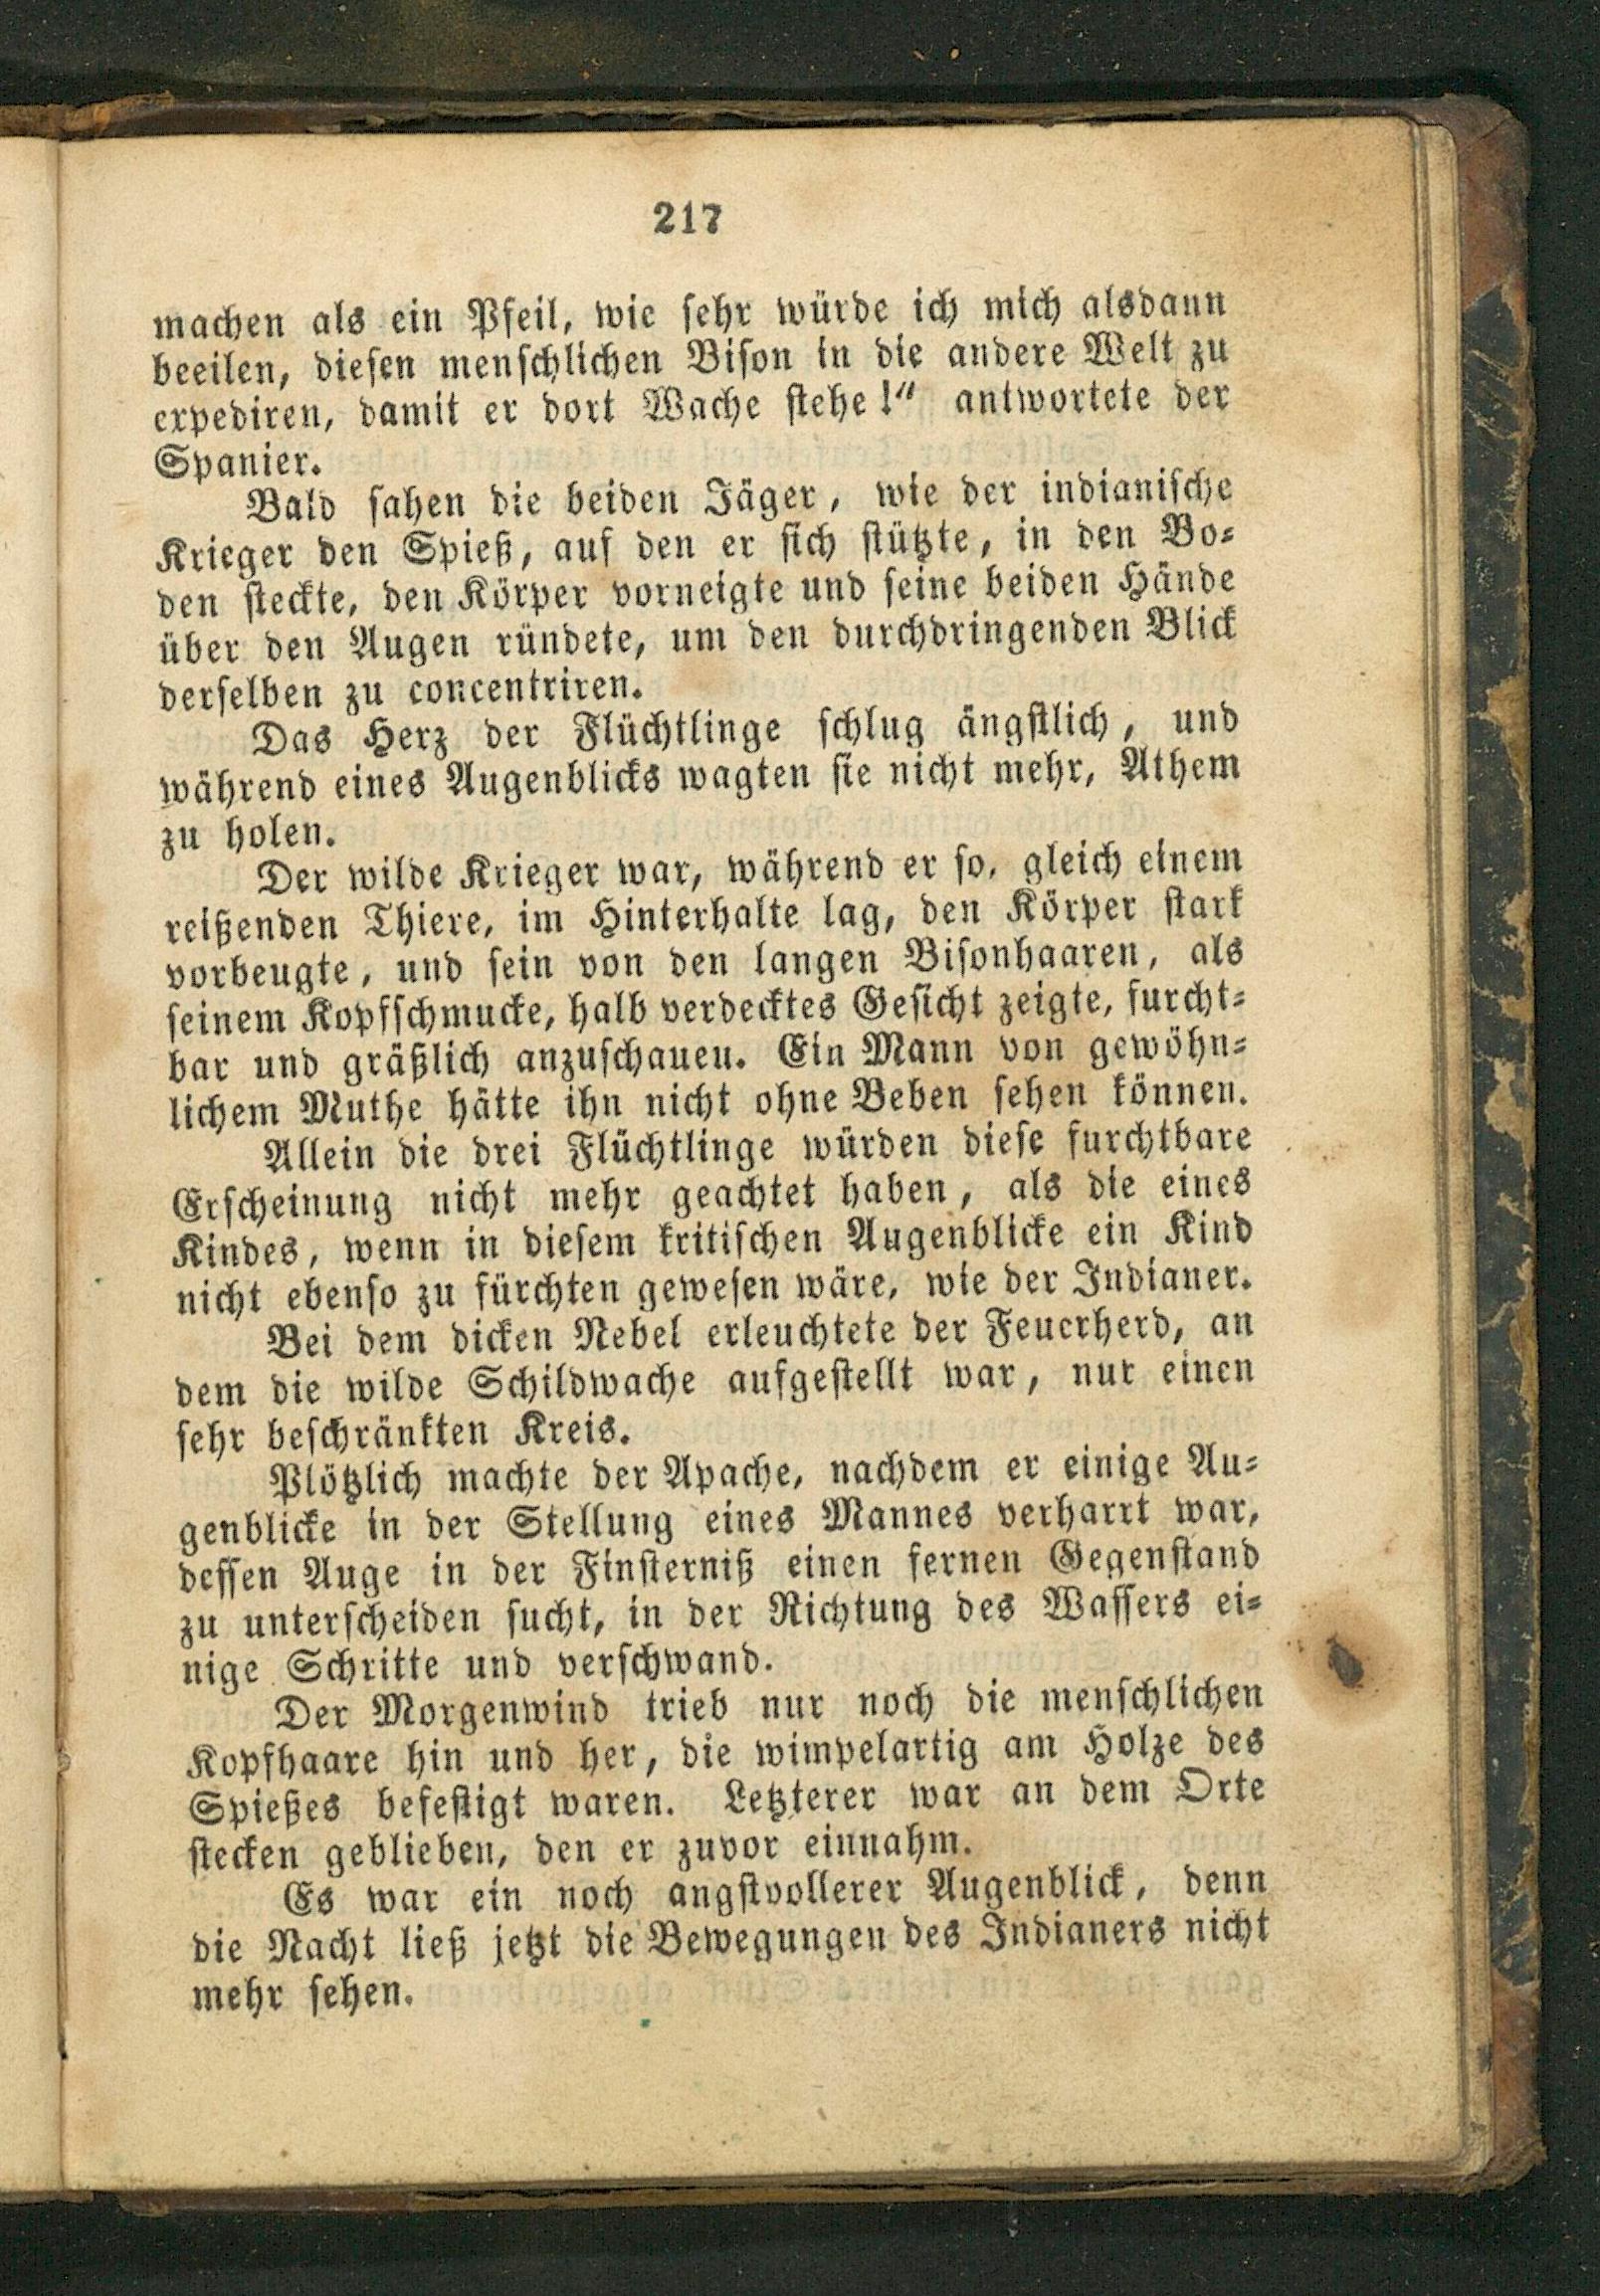 217
machen als ein Pfeil, wie sehr würde ich mich alsdann
beeilen, diesen menschlichen Bison in die andere Welt zu
expediren, damit er dort Wache stehe!“ antwortete der
Spanier.
Bald sahen die beiden Jäger, wie der indianische
Krieger den Spieß, auf den er sich stützte, in den Bo-
den steckte, den Körper vorneigte und seine beiden Hände
über den Augen ründete, um den durchdringenden Blick
derselben zu concentriren.
Das Herz der Flüchtlinge schlug ängstlich, und
während eines Augenblicks wagten sie nicht mehr, Athem
zu holen.
Der wilde Krieger war, während er so, gleich einem
reißenden Thiere, im Hinterhalte lag, den Körper stark
vorbeugte, und sein von den langen Bisonhaaren, als
seinem Kopfschmucke, halb verdecktes Gesicht zeigte, furcht-
bar und gräßlich anzuschauen. Ein Mann von gewöhn-
lichem Muthe hätte ihn nicht ohne Beben sehen können.
Allein die drei Flüchtlinge würden diese furchtbare
Erscheinung nicht mehr geachtet haben, als die eines
Kindes, wenn in diesem kritischen Augenblicke ein Kind
nicht ebenso zu fürchten gewesen wäre, wie der Indianer.
Bei dem dicken Nebel erleuchtete der Feuerherd, an
dem die wilde Schildwache aufgestellt war, nur einen
sehr beschränkten Kreis.
Plötzlich machte der Apache, nachdem er einige Au-
genblicke in der Stellung eines Mannes verharrt war,
dessen Auge in der Finsterniß einen fernen Gegenstand
zu unterscheiden sucht, in der Richtung des Wassers ei-
nige Schritte und verschwand.
Der Morgenwind trieb nur noch die menschlichen
Kopfhaare hin und her, die wimpelartig am Holze des
Spießes befestigt waren. Letzterer war an dem Orte
stecken geblieben, den er zuvor einnahm.
Es war ein noch angstvollerer Augenblick, denn
die Nacht ließ jetzt die Bewegungen des Indianers nicht
mehr sehen.